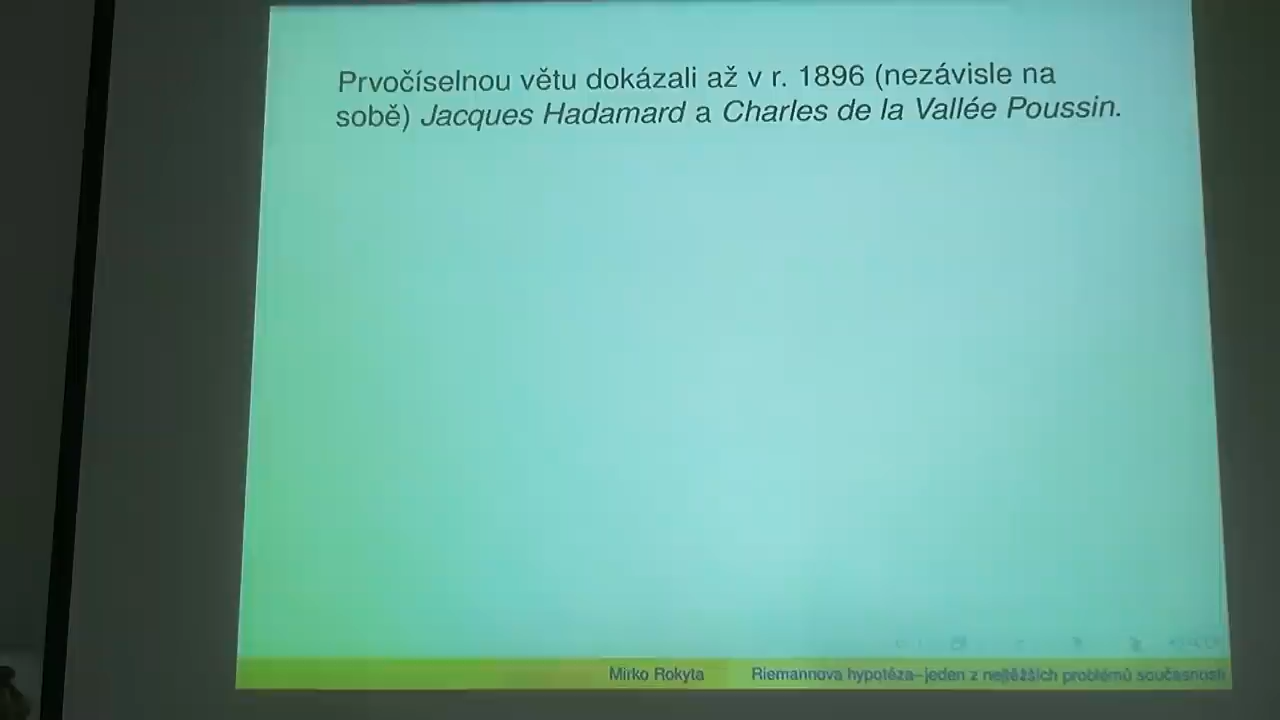 Prvočíselnou větu dokázali až v r. 1896 (nezávisle na
sobě) Jacques Hadamard a Charles de la Vallée Poussin.
Mirko Rokyta Riemannova hypotéza–jeden z nejtěžších problémů současnosti